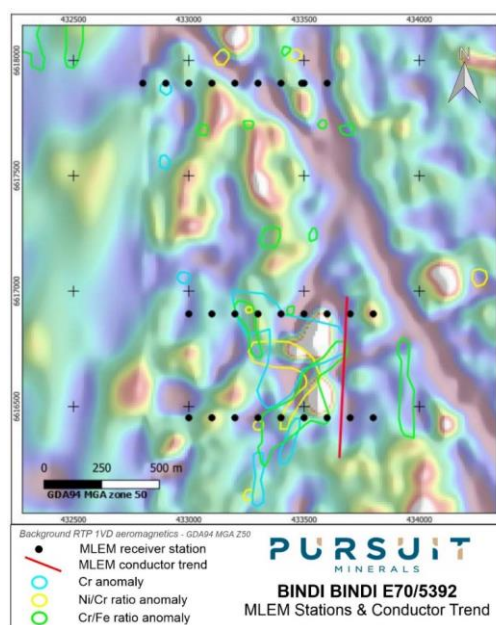 432500 433000 433500 434000
6618000
N
6617500
6617000
6616500
0 250 500 m
GDA94 MGA zone 50
432500 433000 433500 434000
Background RTP 1VD aeromagnetics - GDA94 MGA Z50
MLEM receiver station
MLEM conductor trend
Cr anomaly
Ni/Cr ratio anomaly
Cr/Fe ratio anomaly
PURSUIT
MINERALS
BINDI BINDI E70/5392
MLEM Stations & Conductor Trend